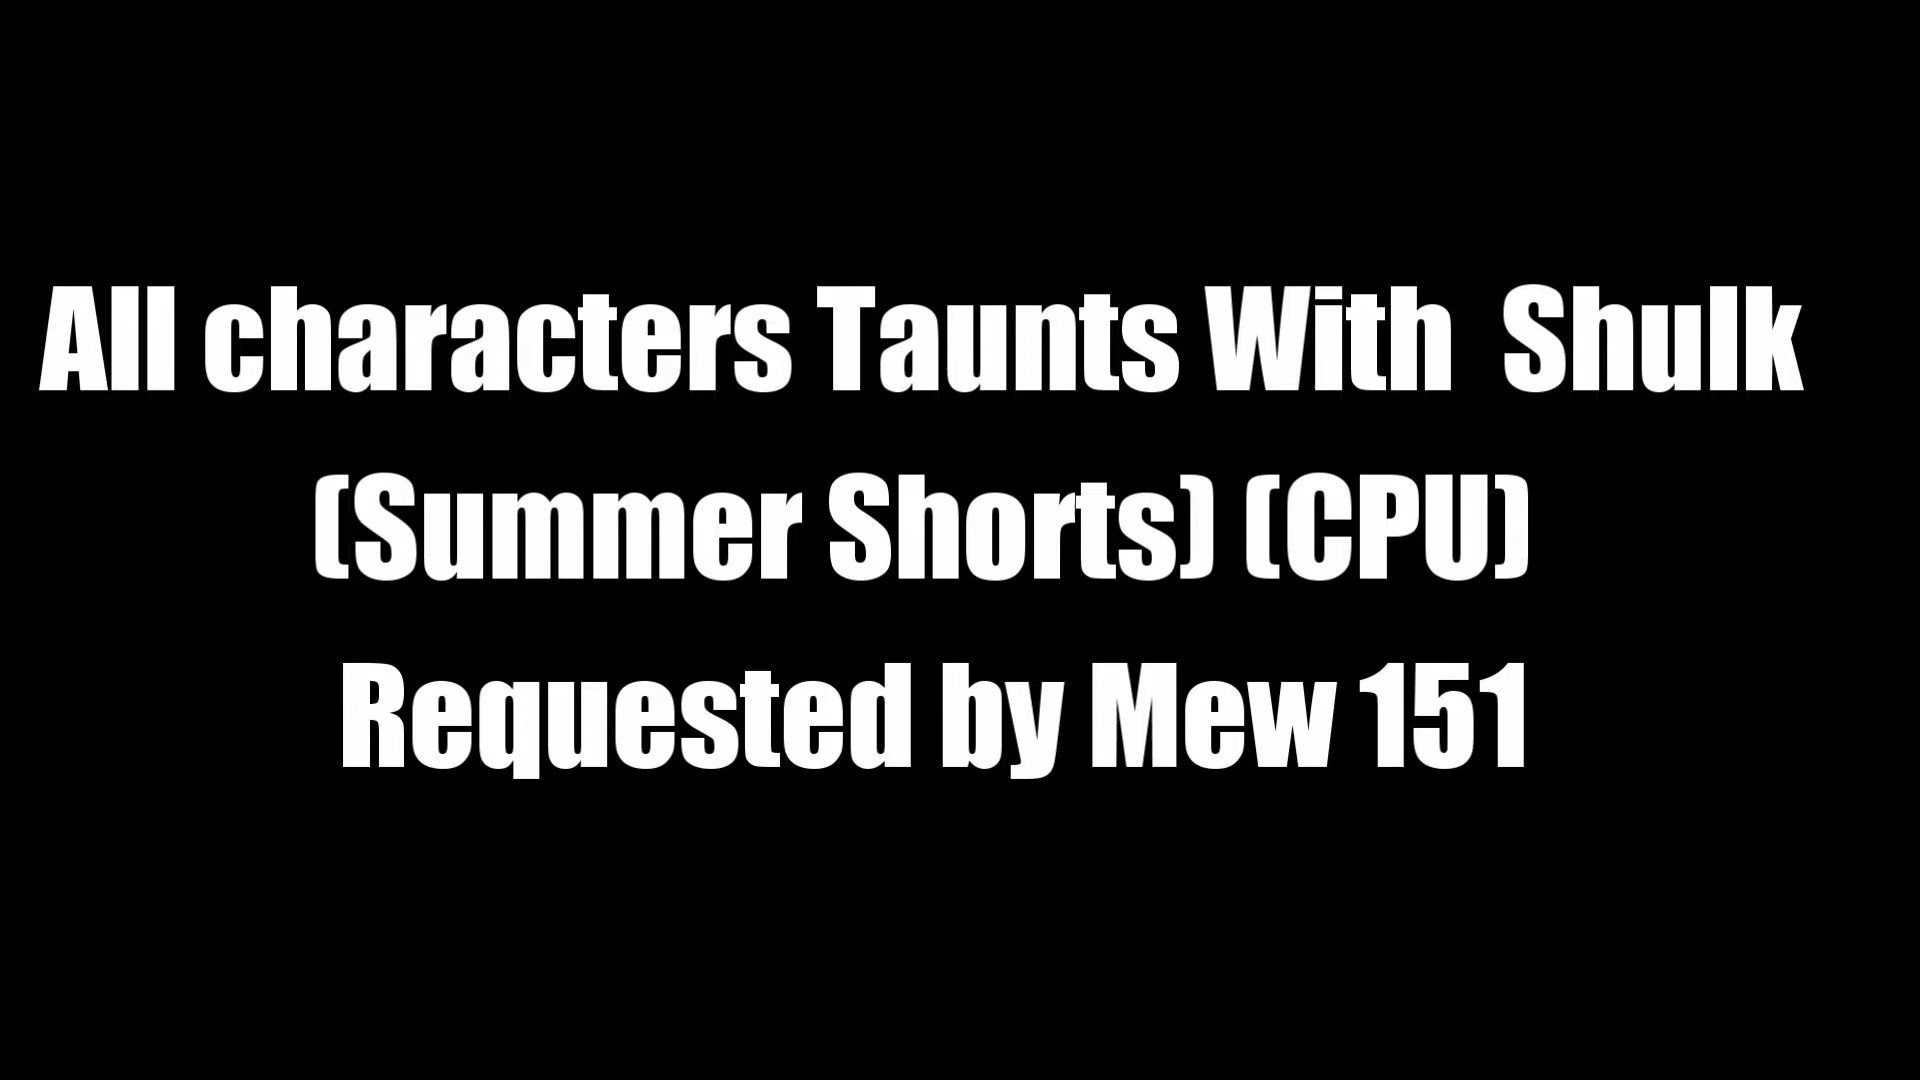 All characters Taunts With  Shulk
(Summer Shorts) (CPU)
Requested by Mew 151